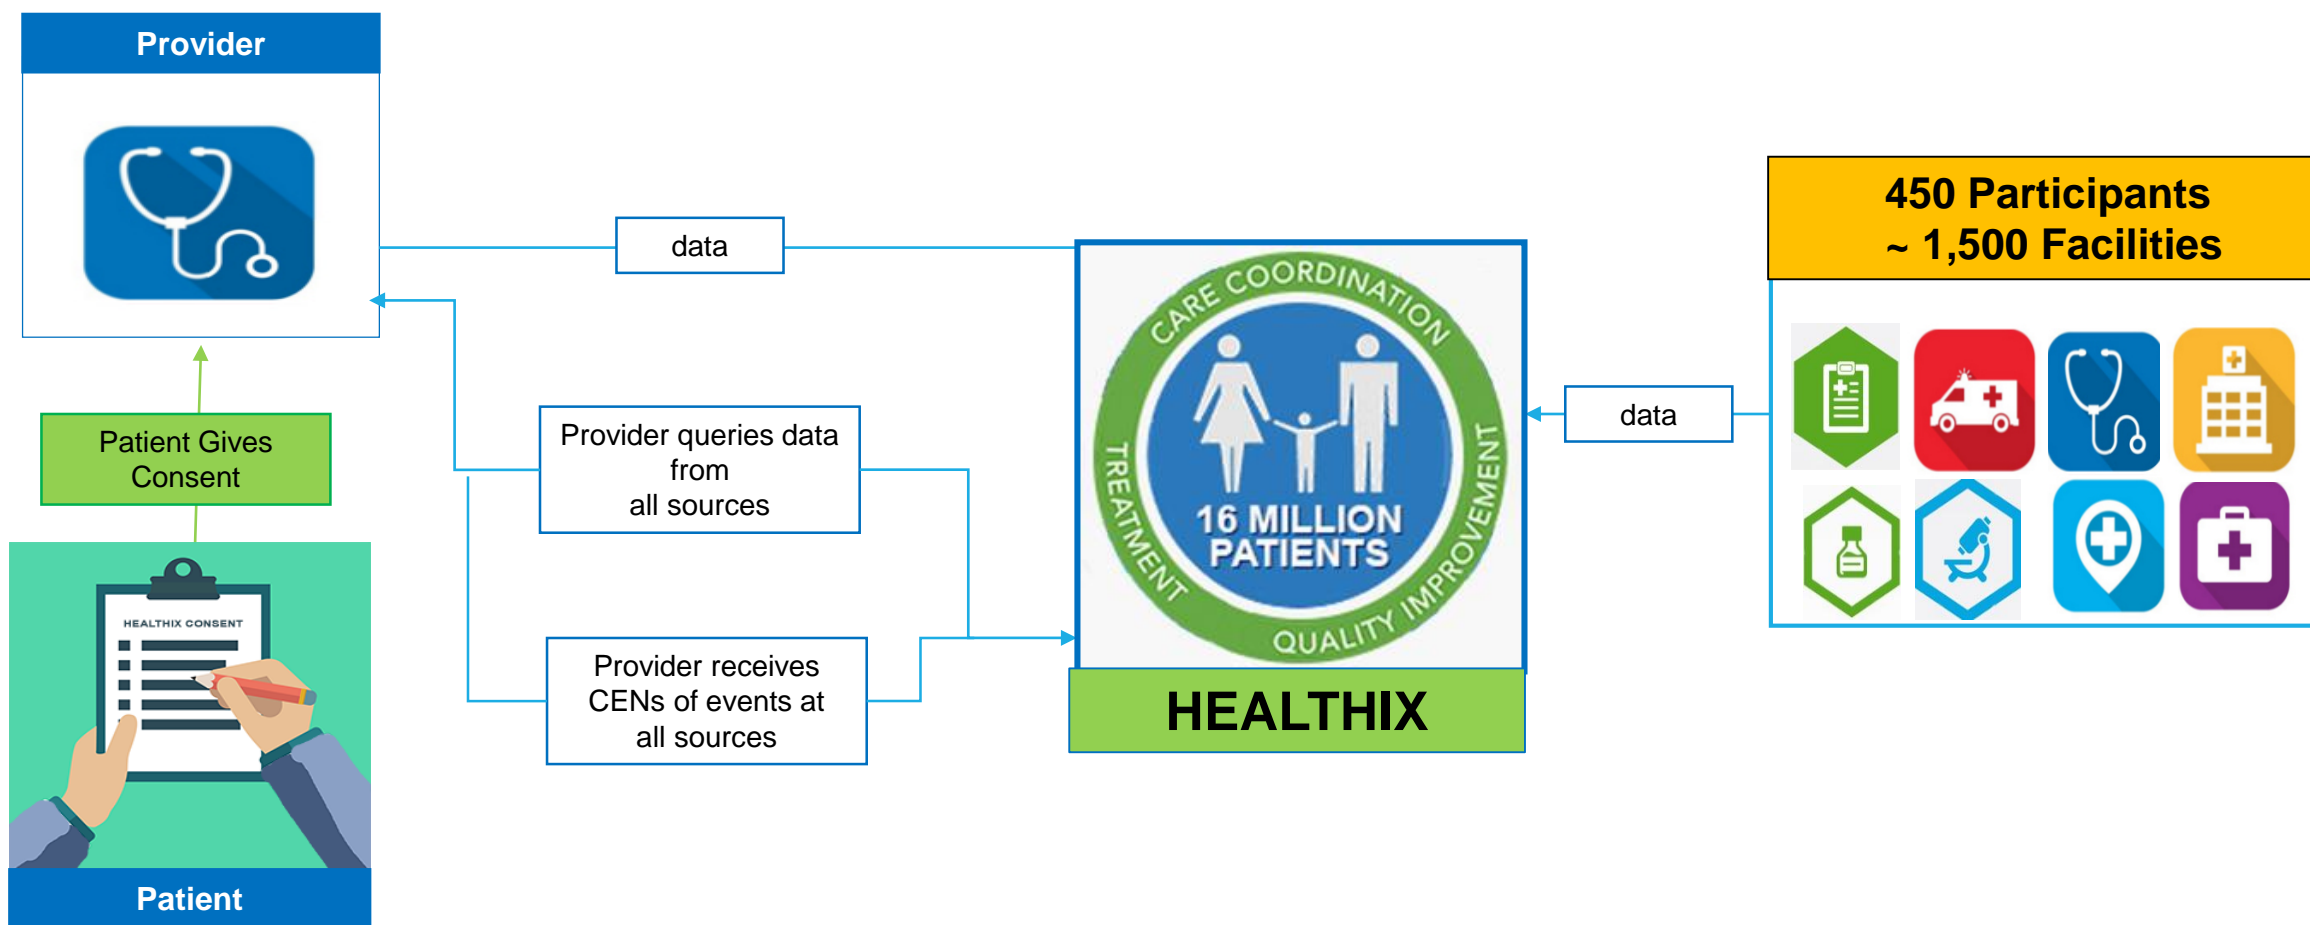 Provider
data
Patient Gives
Consent
Provider queries data
from
all sources
Provider receives
CENs of events at
all sources
HEALTHIX CONSENT
Patient
CARE COORDINATION
TREATMENT
QUALITY IMPROVEMENT
16 MILLION
PATIENTS
HEALTHIX
data
450 Participants
~ 1,500 Facilities